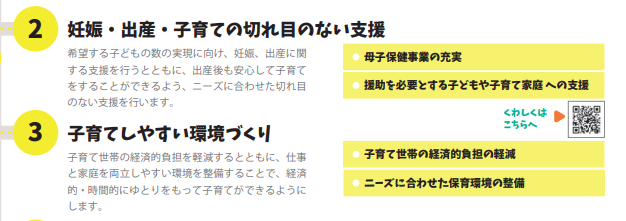 2 妊娠・出産・子育ての切れ目のない支援
希望する子どもの数の実現に向け、妊娠、出産に関
する支援を行うとともに、出産後も安心して子育て
をすることができるよう、ニーズに合わせた切れ目
のない支援を行います。
母子保健事業の充実
援助を必要とする子どもや子育て家庭 への支援
くわしくは
こちらへ
3 子育てしやすい環境づくり
子育て世帯の経済的負担を軽減するとともに、仕事
と家庭を両立しやすい環境を整備することで、経済
的・時間的にゆとりをもって子育てができるように
します。
子育て世帯の経済的負担の軽減
ニーズに合わせた保育環境の整備